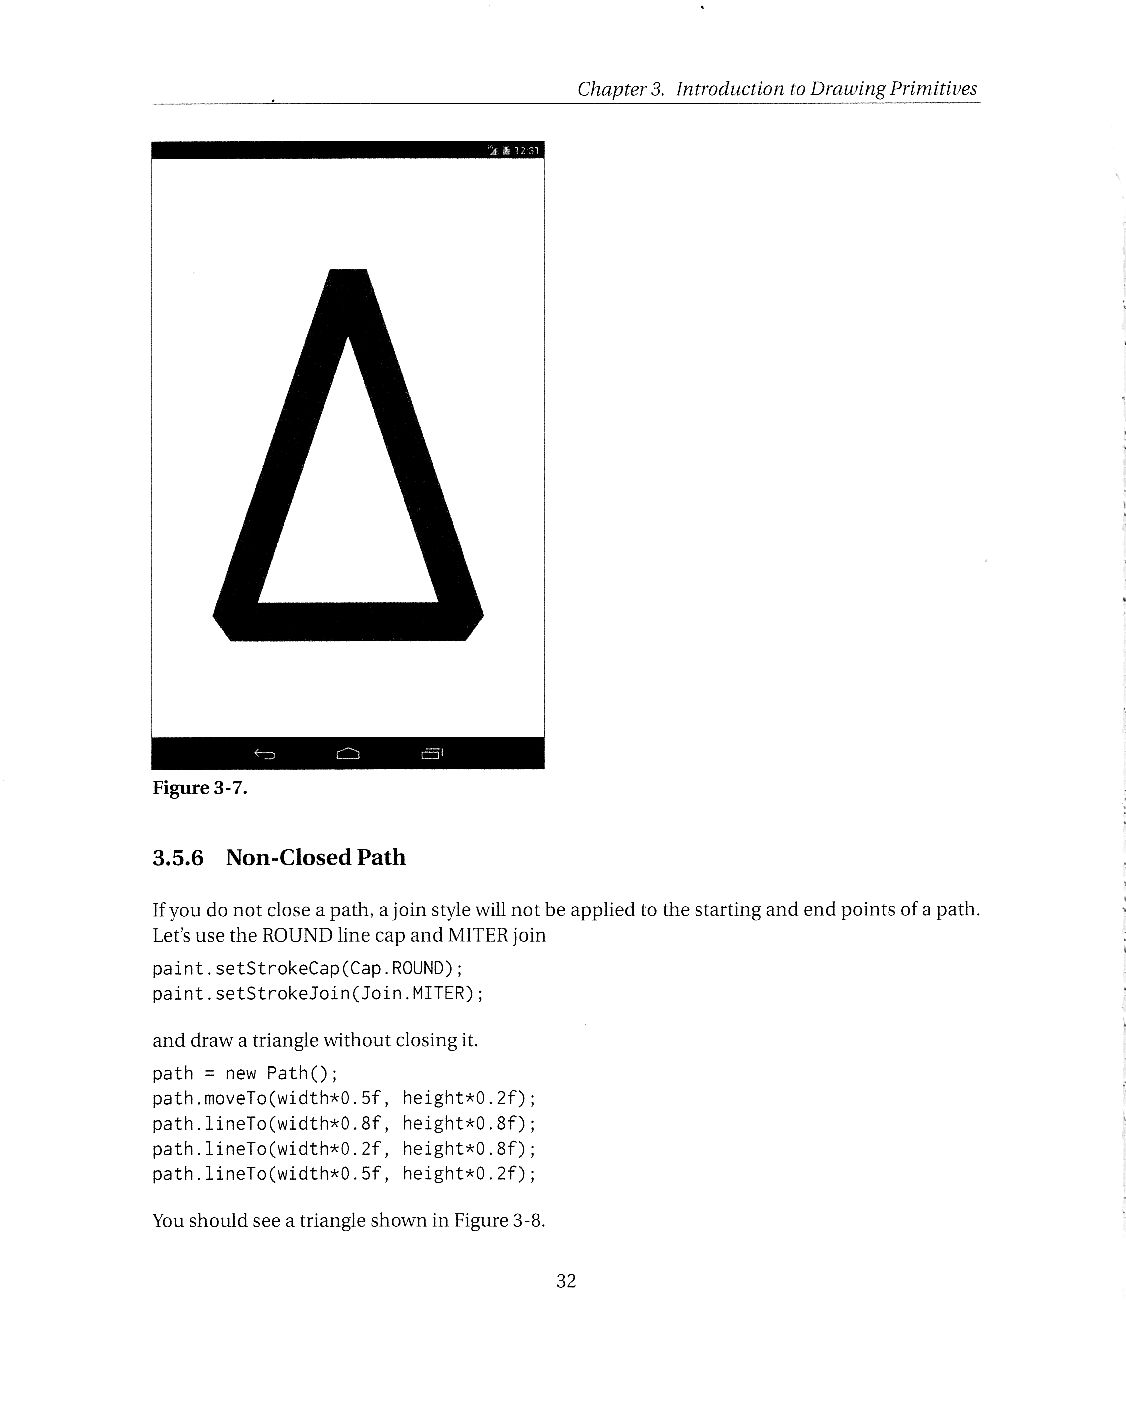 Chapter 3. Introduction to Drawing Primitives
12:31
Figure 3-7.
3.5.6 Non-Closed Path
If you do not close a path, a join style will not be applied to the starting and end points of a path.
Let's use the ROUND line cap and MITER join
paint.setStrokeCap(Cap.ROUND);
paint.setStrokeJoin(Join.MITER);
and draw a triangle without closing it.
path = new Path();
path.moveTo(width*0.5f, height*0.2f);
path.lineTo(width*0.8f, height*0.8f);
path.lineTo(width*0.2f, height*0.8f);
path.lineTo(width*0.5f, height*0.2f);
You should see a triangle shown in Figure 3-8.
32